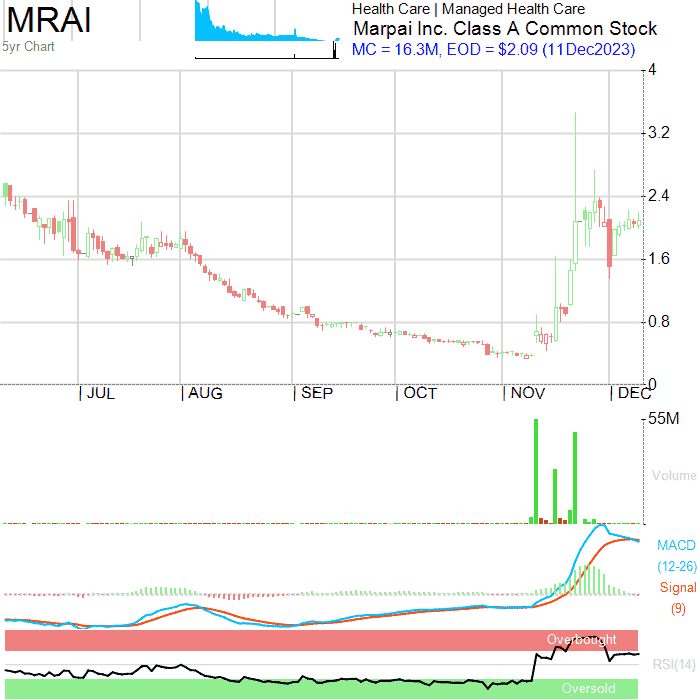 MRAI
5yr Chart
Health Care | Managed Health Care
Marpai Inc. Class A Common Stock
MC = 16.3M, EOD = $2.09 (11Dec2023)
4
3.2
2.4
1.6
0.8
0
JUL AUG SEP OCT NOV DEC
55M
Volume
MACD
(12-26)
Signal
(9)
Overbought
RSI(14)
Oversold